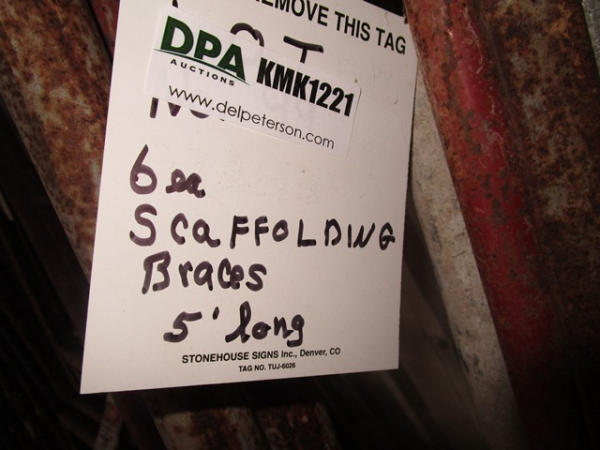 EMOVE THIS TAG
DPA
AUCTIONS
KMK1221
www.delpeterson.com
6 ea
SCaFFOLDING
Braces
5' long
STONEHOUSE SIGNS Inc., Denver, CO
TAG NO. TUJ-6026